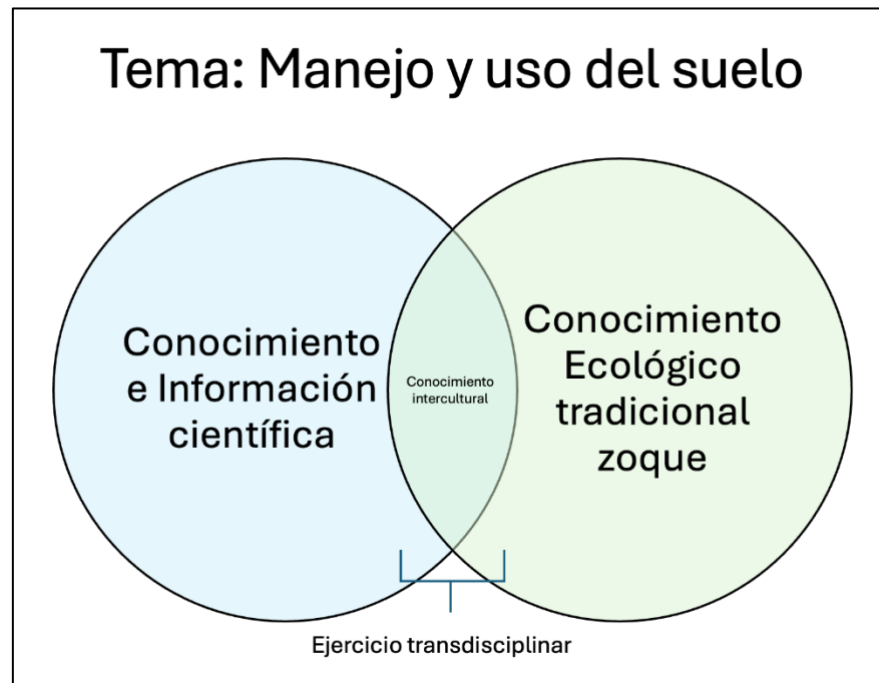 Tema: Manejo y uso del suelo
Conocimiento
e Información
científica
Conocimiento
intercultural
Conocimiento
Ecológico
tradicional
zoque
Ejercicio transdisciplinar